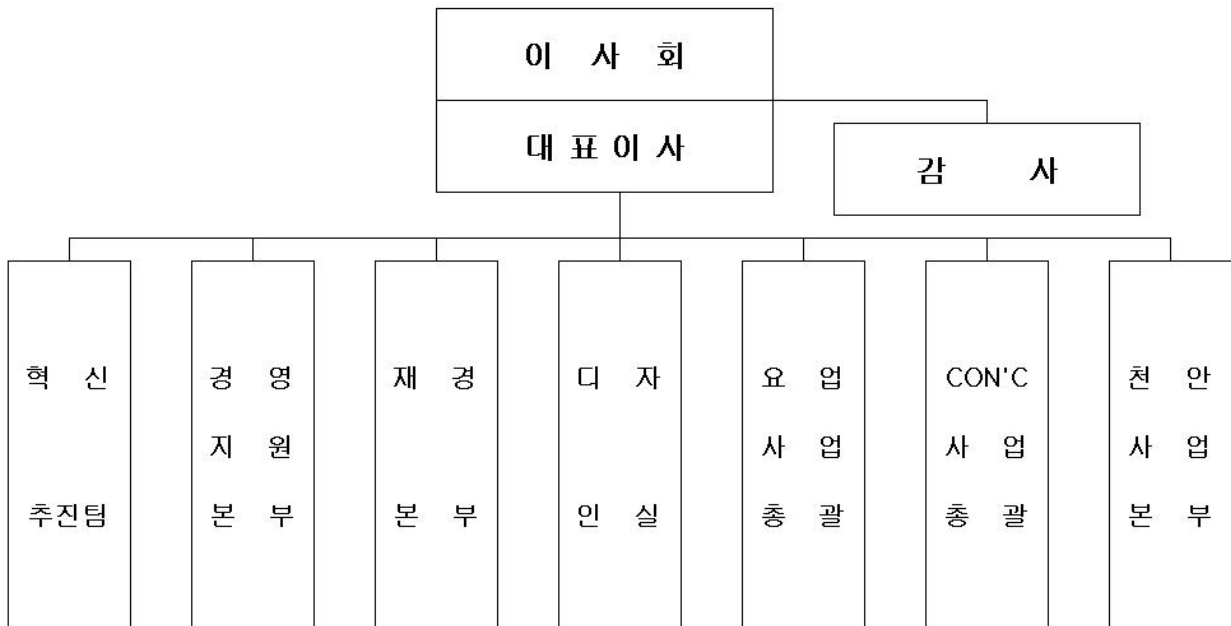 이 사 회
대 표 이 사
감 사
혁 신
추진팀
경 영
지 원
본 부
재 경
본 부
디 자
인 실
요 업
사 업
총 괄
CON'C
사 업
총 괄
천 안
사 업
본 부